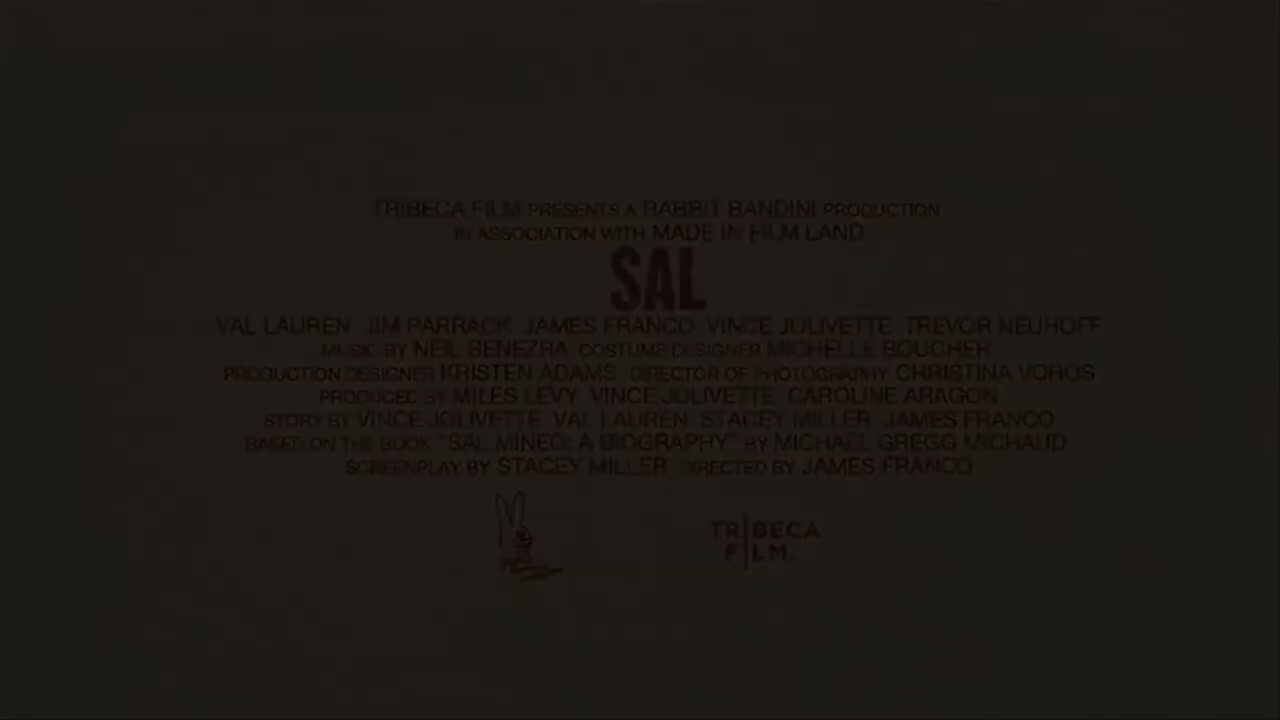 TRIBECA FILM PRESENTS A RABBIT BANDINI PRODUCTION
IN ASSOCIATION WITH MADE IN FILM LAND
SAL
VAL LAUREN JIM PARRACK JAMES FRANCO VINCE JOLIVETTE TREVOR NEUHOFF
MUSIC BY NEIL BENEZRA COSTUME DESIGNER MICHELLE BOUCHER
PRODUCTION DESIGNER KRISTEN ADAMS DIRECTOR OF PHOTOGRAPHY CHRISTINA VOROS
PRODUCED BY MILES LEVY VINCE JOLIVETTE CAROLINE ARAGON
STORY BY VINCE JOLIVETTE VAL LAUREN STACEY MILLER JAMES FRANCO
BASED ON THE BOOK "SAL MINEO: A BIOGRAPHY" BY MICHAEL GREGG MICHAUD
SCREENPLAY BY STACEY MILLER DIRECTED BY JAMES FRANCO
TRIBECA
FILM